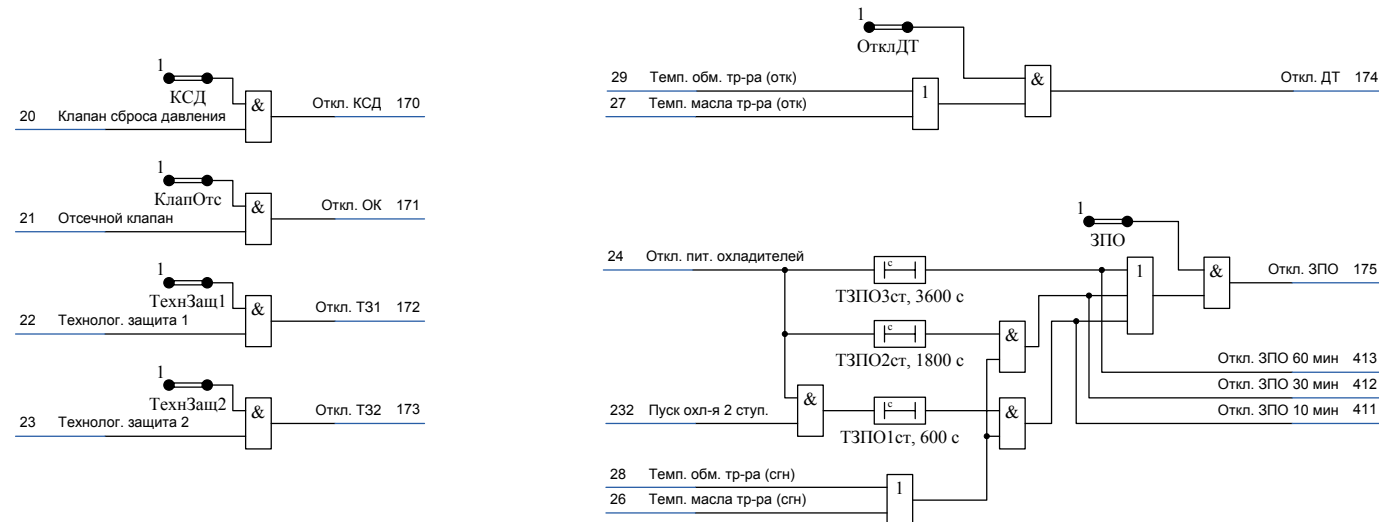 1
КСД
&
20 Клапан сброса давления
Откл. КСД 170
1
КлапОтс
&
21 Отсечной клапан
Откл. ОК 171
1
ТехнЗащ1
&
22 Технолог. защита 1
Откл. ТЗ1 172
1
ТехнЗащ2
&
23 Технолог. защита 2
Откл. ТЗ2 173
1
ОтклДТ
29 Темп. обм. тр-ра (отк)
27 Темп. масла тр-ра (отк)
1
&
Откл. ДТ 174
1
ЗПО
24 Откл. пит. охладителей
с
ТЗПО3ст, 3600 с
1
&
Откл. ЗПО 175
с
ТЗПО2ст, 1800 с
&
Откл. ЗПО 60 мин 413
Откл. ЗПО 30 мин 412
Откл. ЗПО 10 мин 411
232 Пуск охл-я 2 ступ.
&
с
ТЗПО1ст, 600 с
&
28 Темп. обм. тр-ра (сгн)
26 Темп. масла тр-ра (сгн)
1